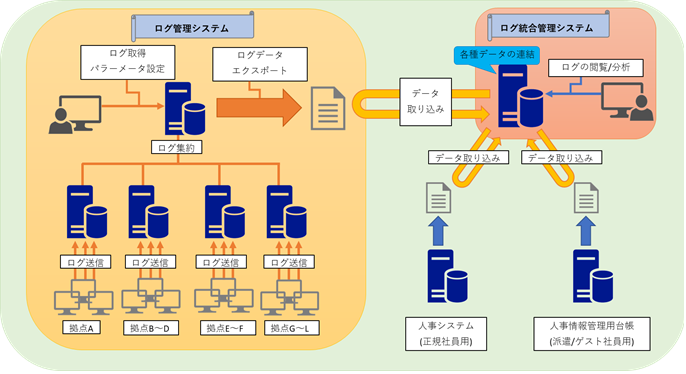 ログ管理システム
ログ統合管理システム
ログ取得
パラメータ設定
ログデータ
エクスポート
各種データの連結
ログの閲覧/分析
データ
取り込み
ログ集約
データ取り込み
データ取り込み
ログ送信
ログ送信
ログ送信
ログ送信
拠点A
拠点B～D
拠点E～F
拠点G～L
人事システム
(正規社員用)
人事情報管理用台帳
(派遣/ゲスト社員用)